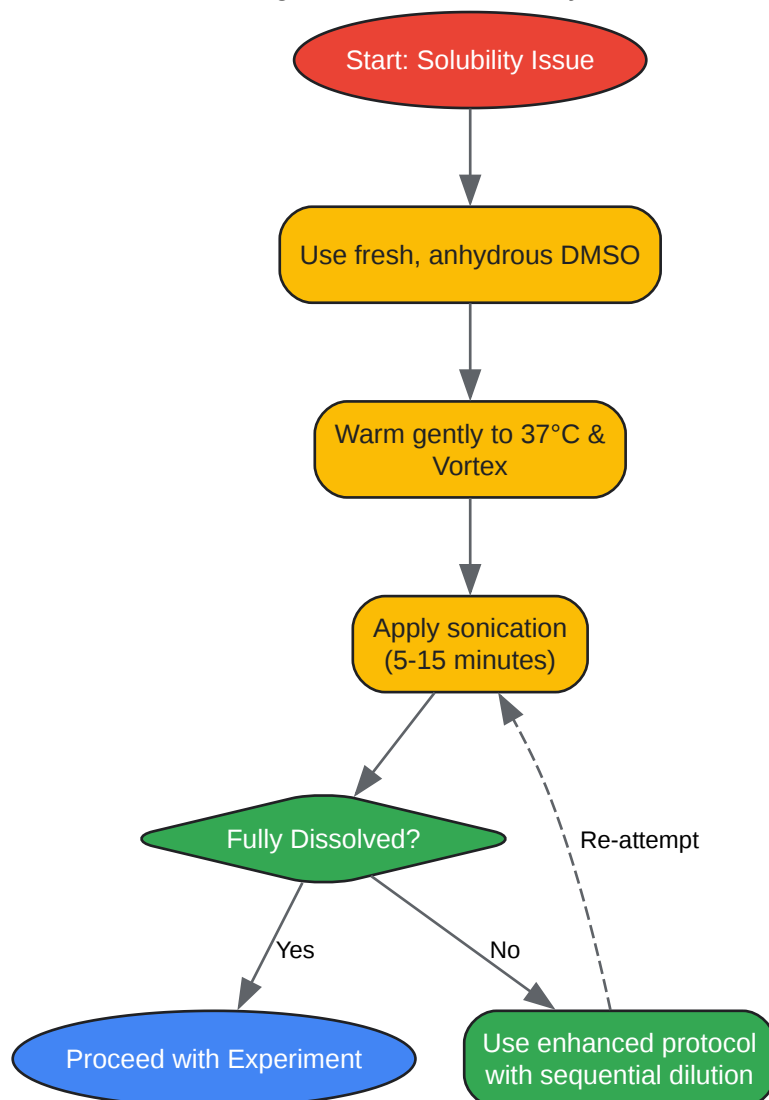 Start: Solubility Issue
Use fresh, anhydrous DMSO
Warm gently to 37°C &
Vortex
Apply sonication
(5-15 minutes)
Fully Dissolved?
Re-attempt
Yes
No
Proceed with Experiment
Use enhanced protocol
with sequential dilution